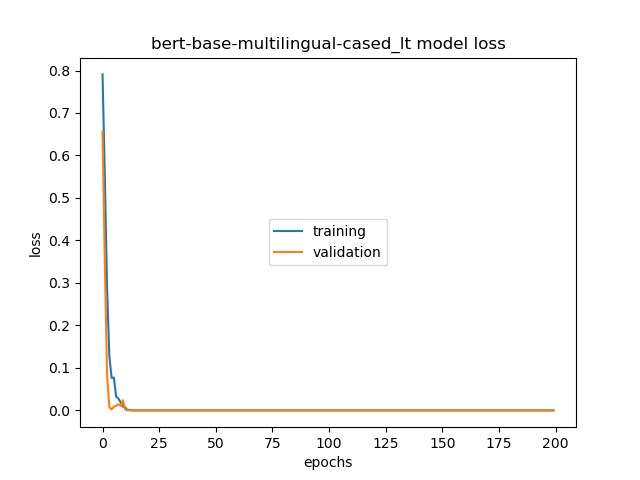 bert-base-multilingual-cased_lt model loss
0.8
0.7
0.6
0.5
0.4
0.3
0.2
0.1
0.0
loss
training
validation
0 25 50 75 100 125 150 175 200
epochs